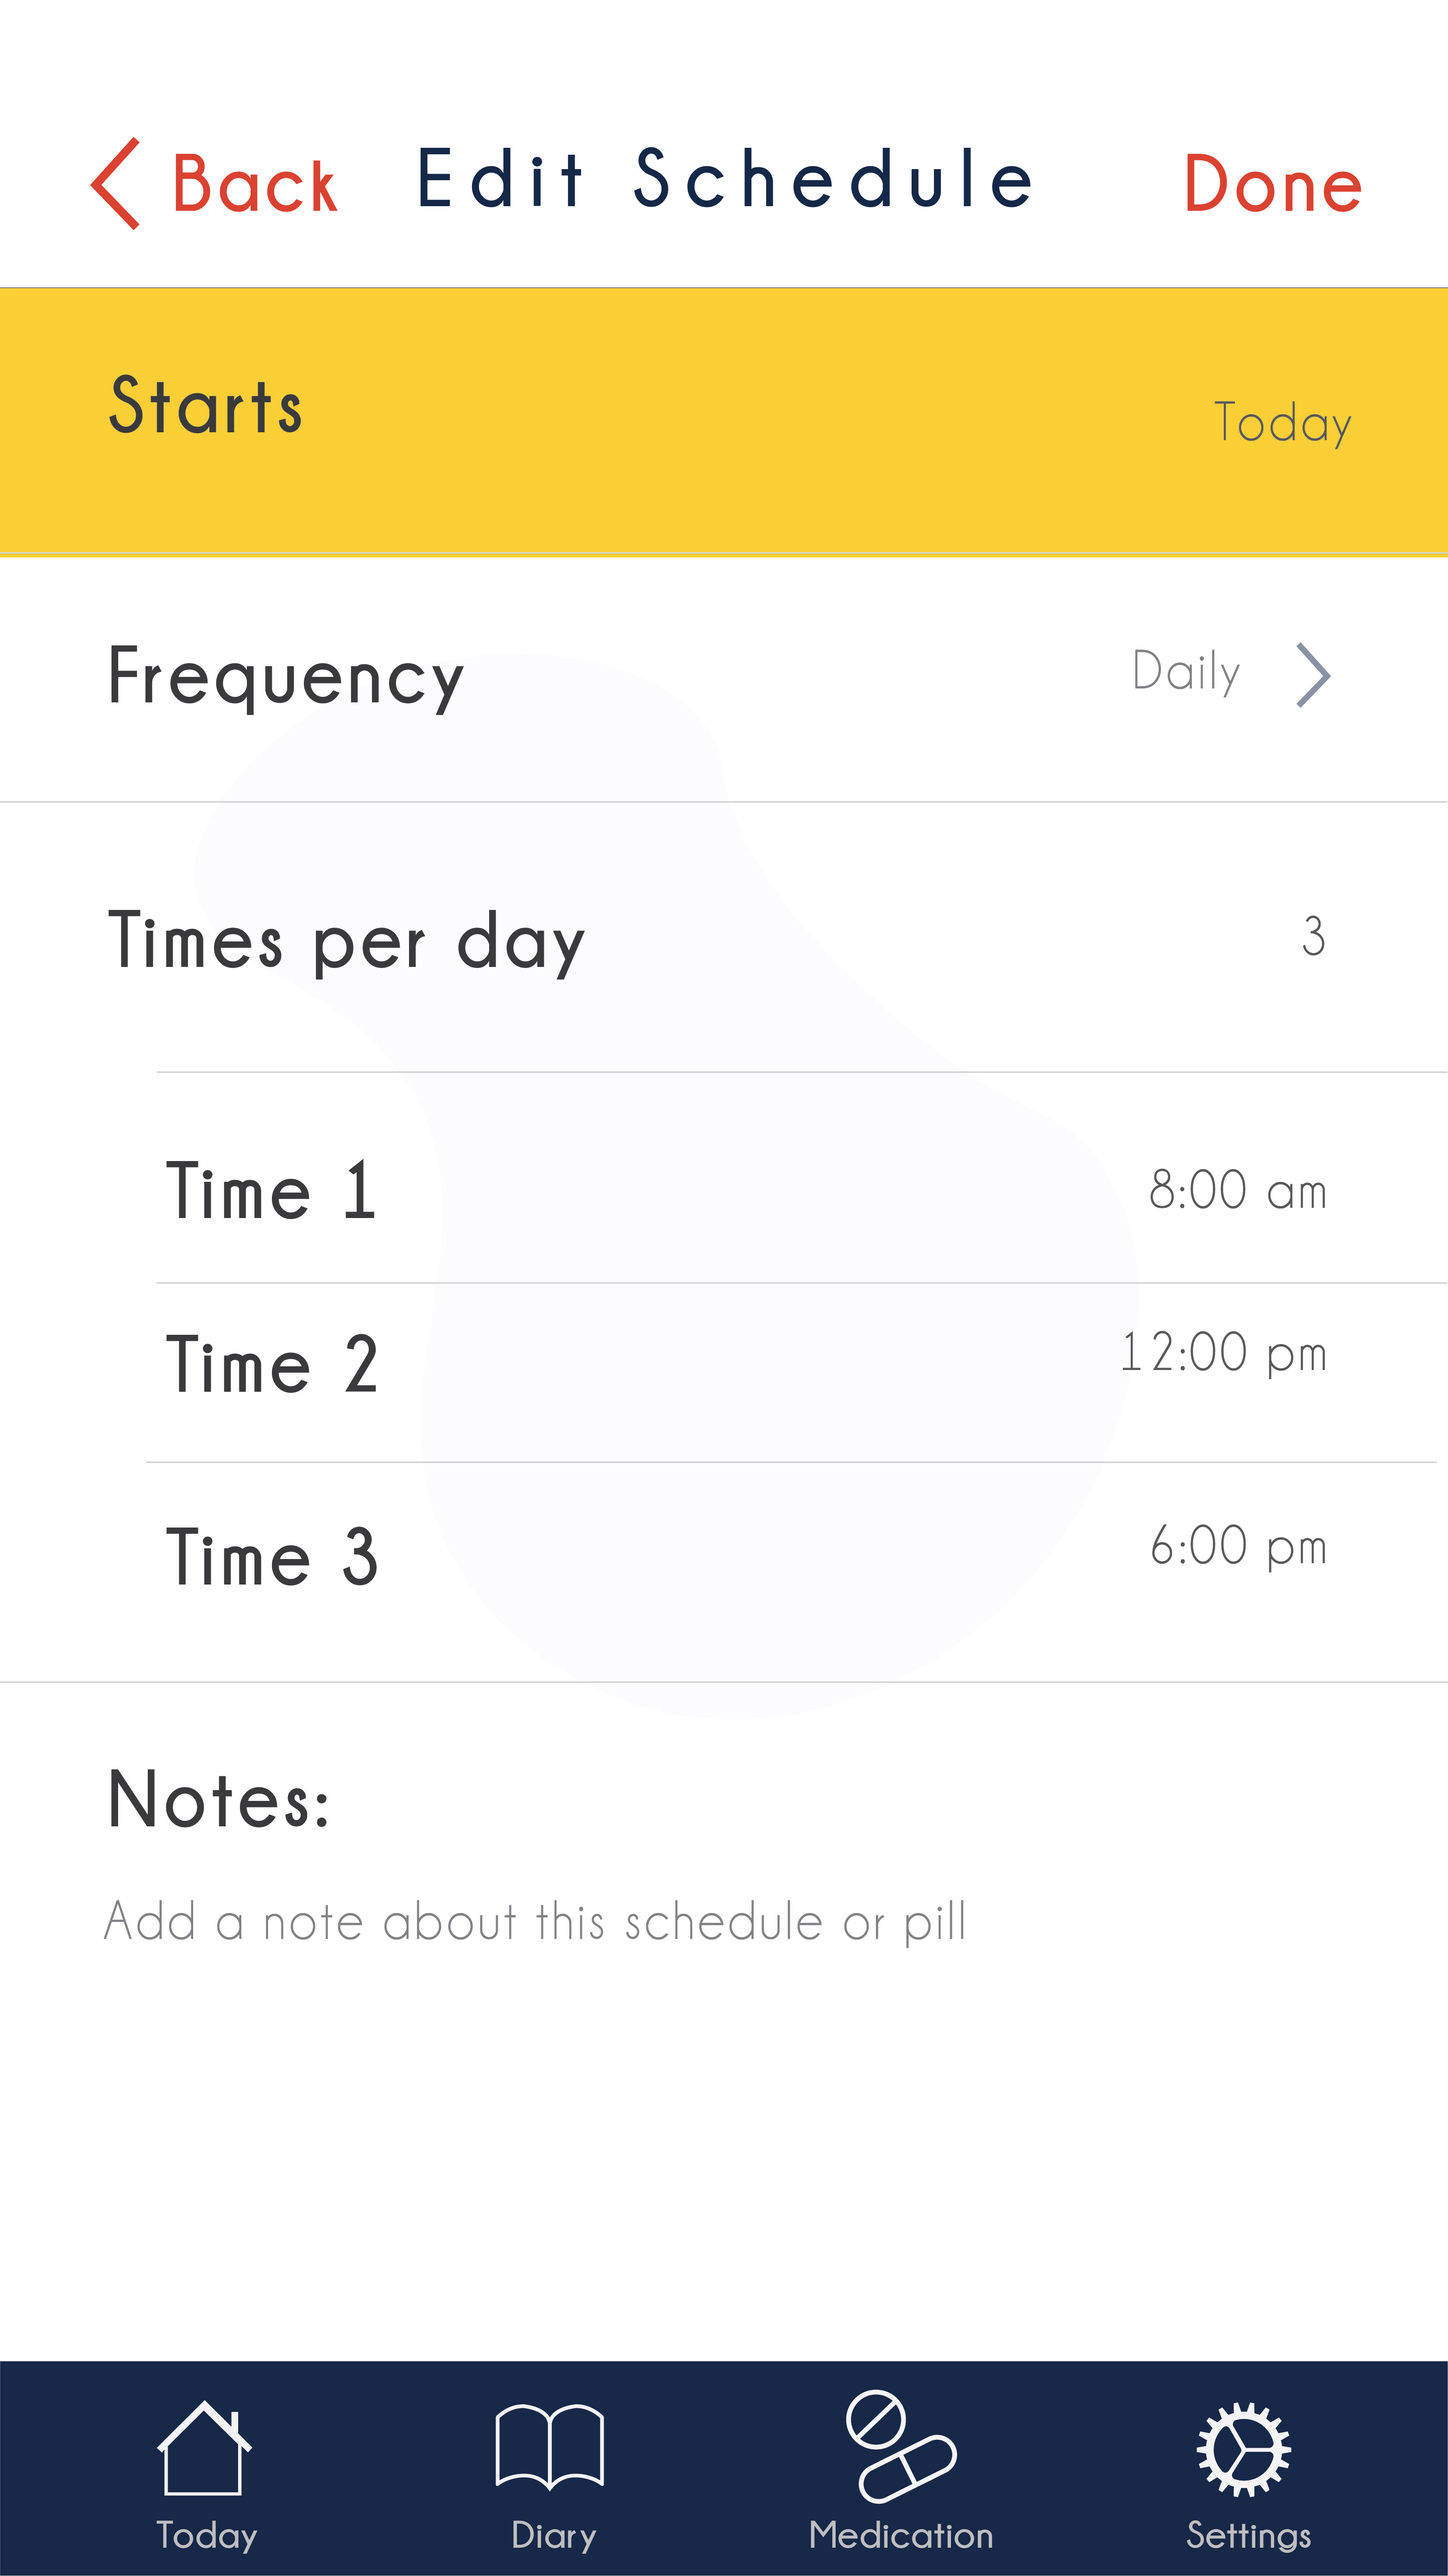 Back Edit Schedule Done
Starts Today
Frequency Daily
Times per day 3
Time 1 8:00 am
Time 2 12:00 pm
Time 3 6:00 pm
Notes:
Add a note about this schedule or pill
Today Diary Medication Settings